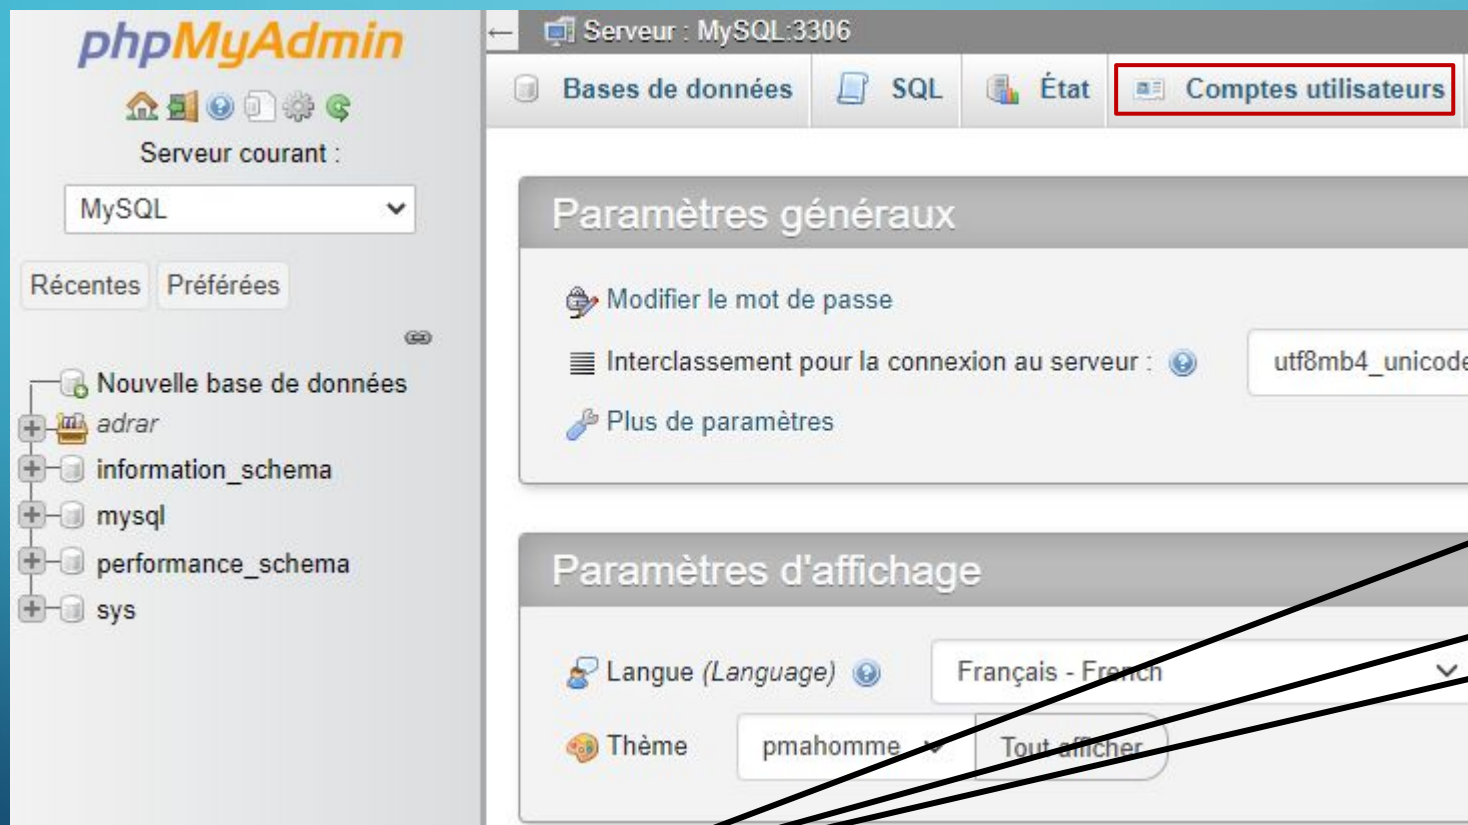 phpMyAdmin
Serveur courant :
MySQL
Récentes Préférées
Nouvelle base de données
adrar
information_schema
mysql
performance_schema
sys
← Serveur : MySQL:3306
Bases de données SQL État Comptes utilisateurs
Paramètres généraux
Modifier le mot de passe
Interclassement pour la connexion au serveur : utf8mb4_unicode
Plus de paramètres
Paramètres d'affichage
Langue (Language) Français - French
Thème pmahomme Tout afficher